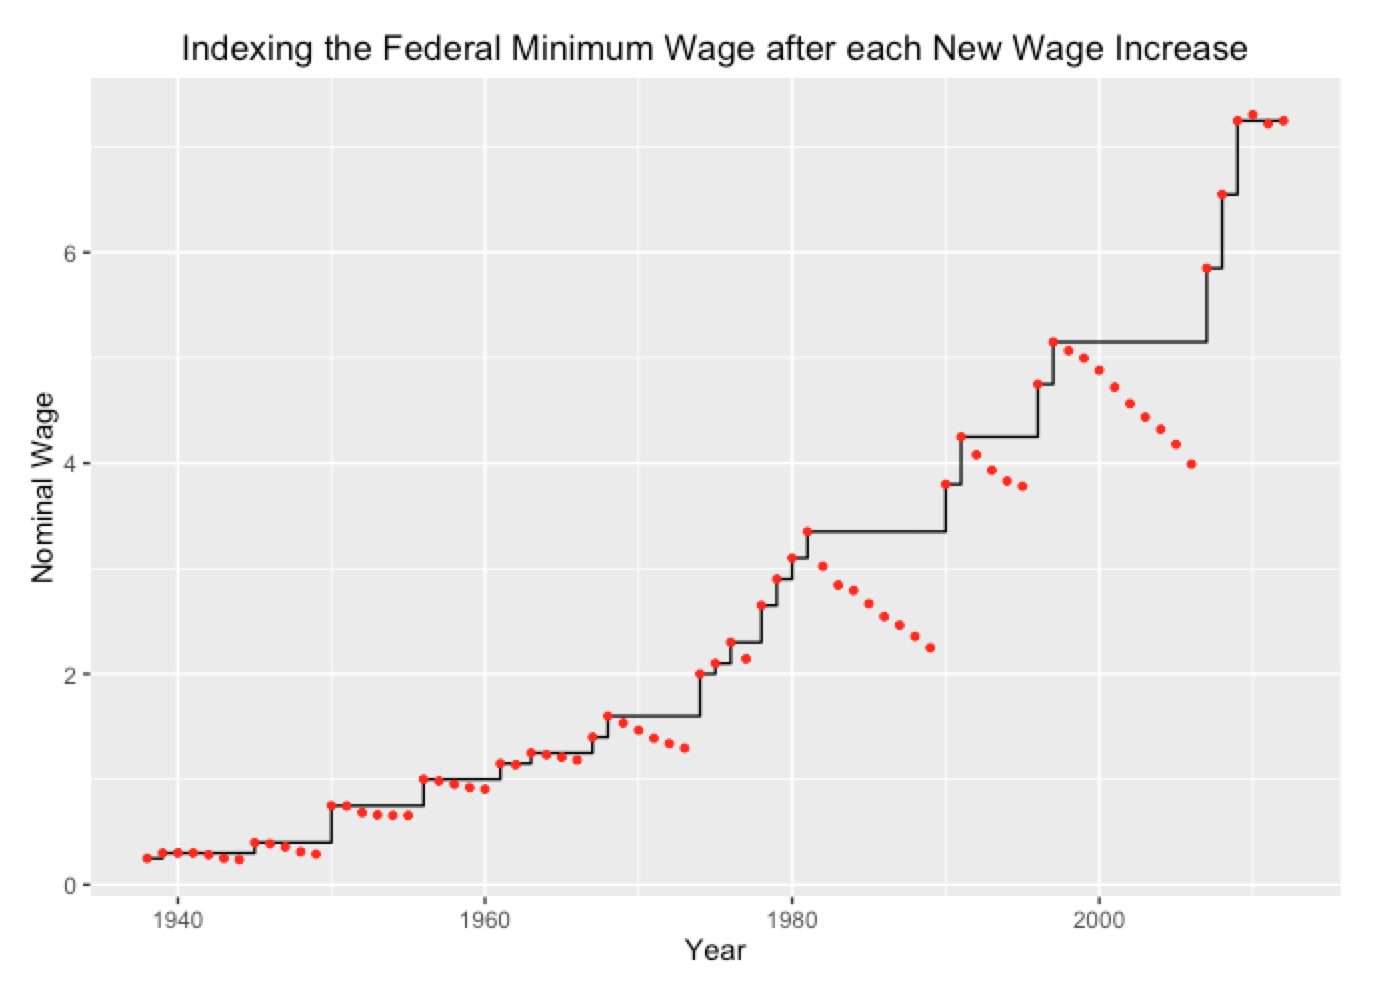 Indexing the Federal Minimum Wage after each New Wage Increase
Nominal Wage
6
4
2
0
1940 1960 1980 2000
Year